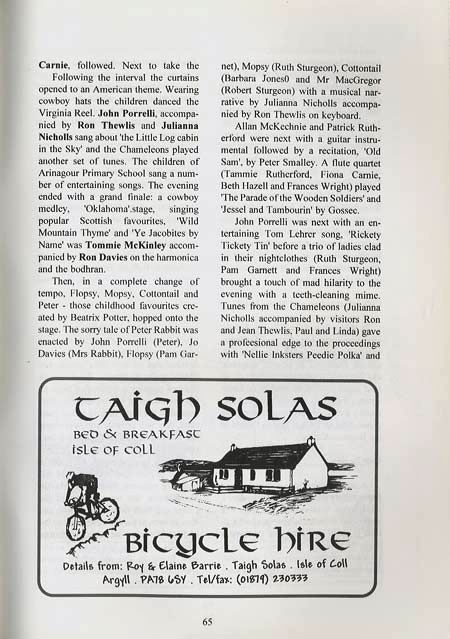 Carnie, followed. Next to take the
Following the interval the curtains
opened to an American theme. Wearing
cowboy hats the children danced the
Virginia Reel. John Porrelli, accompa-
nied by Ron Thewlis and Julianna
Nicholls sang about 'the Little Log cabin
in the Sky' and the Chameleons played
another set of tunes. The children of
Arinagour Primary School sang a num-
ber of entertaining songs. The evening
ended with a grand finale: a cowboy
medley, 'Oklahoma'.stage, singing
popular Scottish favourites, 'Wild
Mountain Thyme' and 'Ye Jacobites by
Name' was Tommie McKinley accom-
panied by Ron Davies on the harmonica
and the bodhran.
Then, in a complete change of
tempo, Flopsy, Mopsy, Cottontail and
Peter - those childhood favourites cre-
ated by Beatrix Potter, hopped onto the
stage. The sorry tale of Peter Rabbit was
enacted by John Porrelli (Peter), Jo
Davies (Mrs Rabbit), Flopsy (Pam Gar-
net), Mopsy (Ruth Sturgeon), Cottontail
(Barbara Jones0 and Mr MacGregor
(Robert Sturgeon) with a musical nar-
rative by Julianna Nicholls accompa-
nied by Ron Thewlis on keyboard.
Allan McKechnie and Patrick Ruth-
erford were next with a guitar instru-
mental followed by a recitation, 'Old
Sam', by Peter Smalley. A flute quartet
(Tammie Rutherford, Fiona Carnie,
Beth Hazell and Frances Wright) played
'The Parade of the Wooden Soldiers' and
'Jessel and Tambourin' by Gossec.
John Porrelli was next with an en-
tertaining Tom Lehrer song, 'Rickety
Tickety Tin' before a trio of ladies clad
in their nightclothes (Ruth Sturgeon,
Pam Garnett and Frances Wright)
brought a touch of mad hilarity to the
evening with a teeth-cleaning mime.
Tunes from the Chameleons (Julianna
Nicholls accompanied by visitors Ron
and Jean Thewlis, Paul and Linda) gave
a profesional edge to the proceedings
with 'Nellie Inksters Peedie Polka' and
TAIGH SOLAS
BED & BREAKFAST
ISLE OF COLL
BICYCLE HIRE
Details from: Roy & Elaine Barrie . Taigh Solas . Isle of Coll
Argyll . PA78 6SY . Tel/fax: (01879) 230333
65